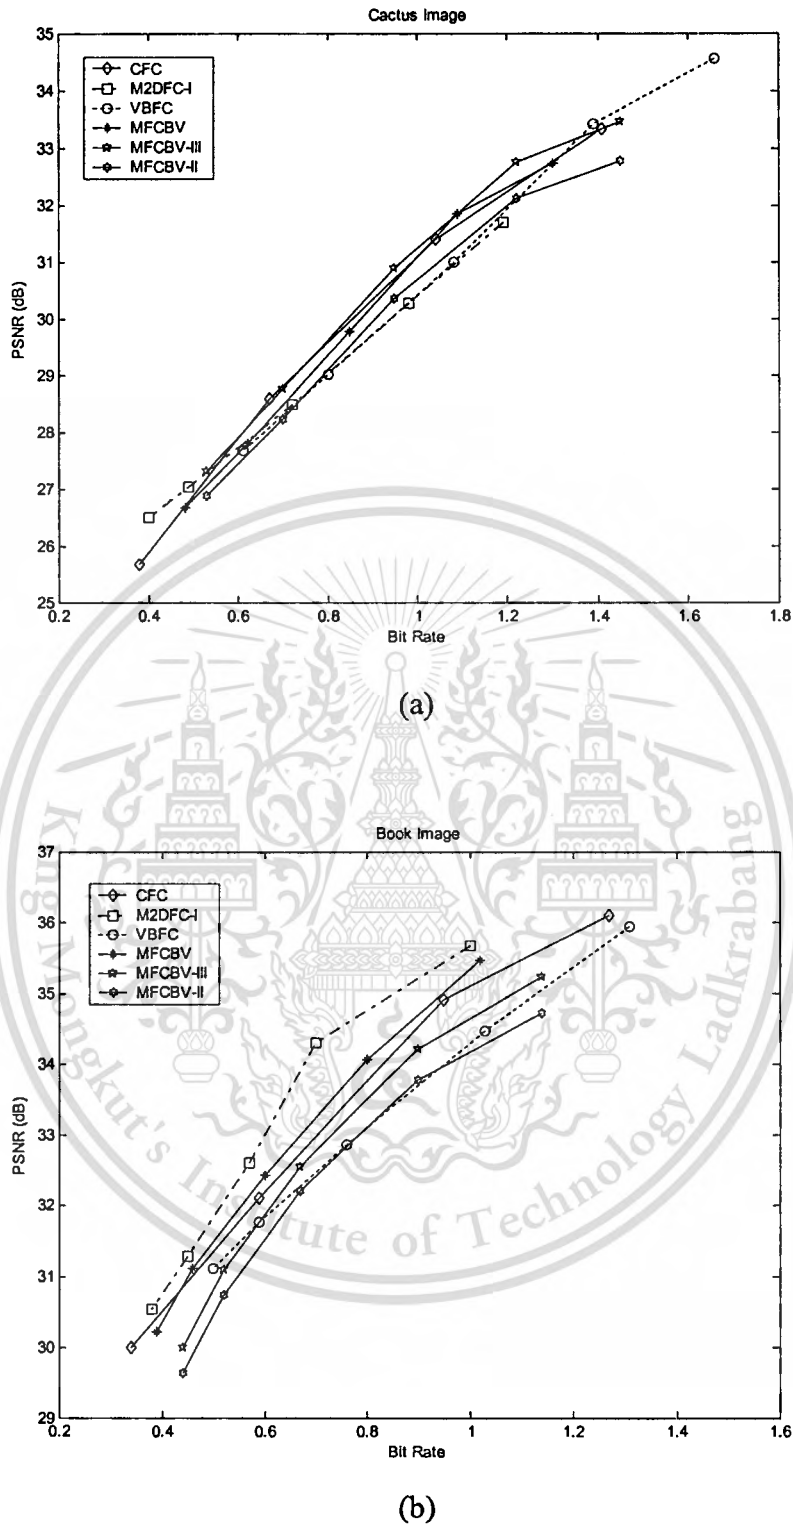 Cactus Image
35
34
33
32
31
30
29
28
27
26
25
PSNR (dB)
CFC
M2DFC-I
VBFC
MFCBV
MFCBV-III
MFCBV-II
0.2 0.4 0.6 0.8 1 1.2 1.4 1.6 1.8
Bit Rate
(a)
King Mongkut's Institute of Technology Ladkrabang
Book Image
37
36
35
34
33
32
31
30
29
PSNR (dB)
CFC
M2DFC-I
VBFC
MFCBV
MFCBV-III
MFCBV-II
0.2 0.4 0.6 0.8 1 1.2 1.4 1.6
Bit Rate
(b)